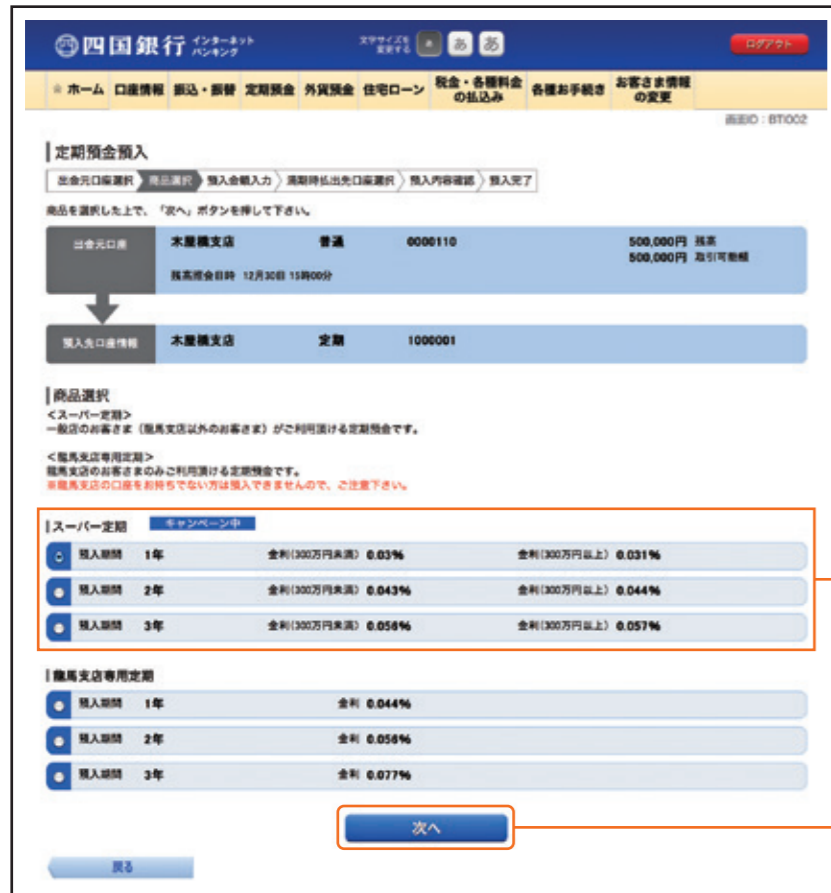 四国銀行 インターネットバンキング
文字サイズを変更する あ あ あ
ログアウト
ホーム 口座情報 振込・振替 定期預金 外貨預金 住宅ローン 税金・各種料金の払込み 各種お手続き お客さま情報の変更
画面ID:BTI002
定期預金預入
出金元口座選択 商品選択 預入金額入力 満期時払出先口座選択 預入内容確認 預入完了
商品を選択した上で、「次へ」ボタンを押して下さい。
出金元口座 木屋橋支店 普通 0000110 500,000円 残高
500,000円 取引可能額
残高照会日時 12月30日 15時00分
預入先口座情報 木屋橋支店 定期 1000001
商品選択
<スーパー定期>
一般店のお客さま(龍馬支店以外のお客さま)がご利用頂ける定期預金です。
<龍馬支店専用定期>
龍馬支店のお客さまのみご利用頂ける定期預金です。
※龍馬支店の口座をお持ちでない方は預入できませんので、ご注意下さい。
スーパー定期 キャンペーン中
預入期間 1年 金利(300万円未満) 0.03% 金利(300万円以上) 0.031%
預入期間 2年 金利(300万円未満) 0.043% 金利(300万円以上) 0.044%
預入期間 3年 金利(300万円未満) 0.056% 金利(300万円以上) 0.057%
龍馬支店専用定期
預入期間 1年 金利 0.044%
預入期間 2年 金利 0.056%
預入期間 3年 金利 0.077%
次へ
戻る